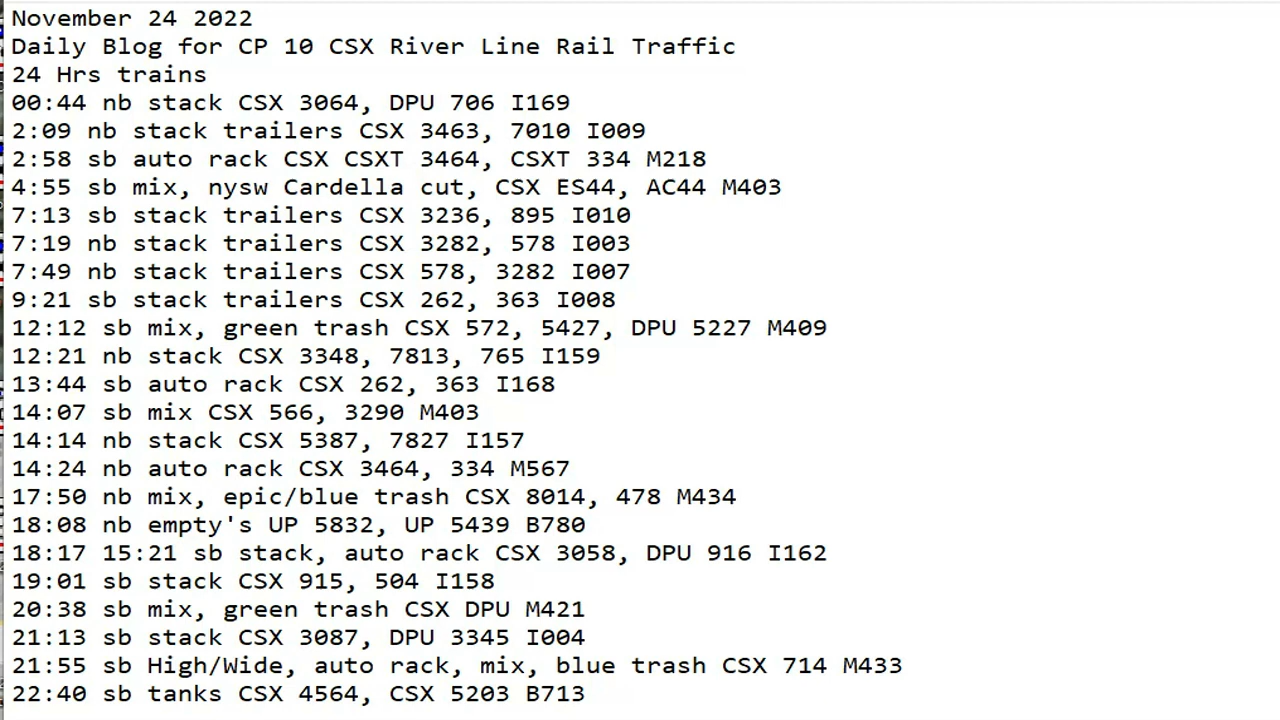 November 24 2022
Daily Blog for CP 10 CSX River Line Rail Traffic
24 Hrs trains
00:44 nb stack CSX 3064, DPU 706 I169
2:09 nb stack trailers CSX 3463, 7010 I009
2:58 sb auto rack CSX CSXT 3464, CSXT 334 M218
4:55 sb mix, nysw Cardella cut, CSX ES44, AC44 M403
7:13 sb stack trailers CSX 3236, 895 I010
7:19 nb stack trailers CSX 3282, 578 I003
7:49 nb stack trailers CSX 578, 3282 I007
9:21 sb stack trailers CSX 262, 363 I008
12:12 sb mix, green trash CSX 572, 5427, DPU 5227 M409
12:21 nb stack CSX 3348, 7813, 765 I159
13:44 sb auto rack CSX 262, 363 I168
14:07 sb mix CSX 566, 3290 M403
14:14 nb stack CSX 5387, 7827 I157
14:24 nb auto rack CSX 3464, 334 M567
17:50 nb mix, epic/blue trash CSX 8014, 478 M434
18:08 nb empty's UP 5832, UP 5439 B780
18:17 15:21 sb stack, auto rack CSX 3058, DPU 916 I162
19:01 sb stack CSX 915, 504 I158
20:38 sb mix, green trash CSX DPU M421
21:13 sb stack CSX 3087, DPU 3345 I004
21:55 sb High/Wide, auto rack, mix, blue trash CSX 714 M433
22:40 sb tanks CSX 4564, CSX 5203 B713